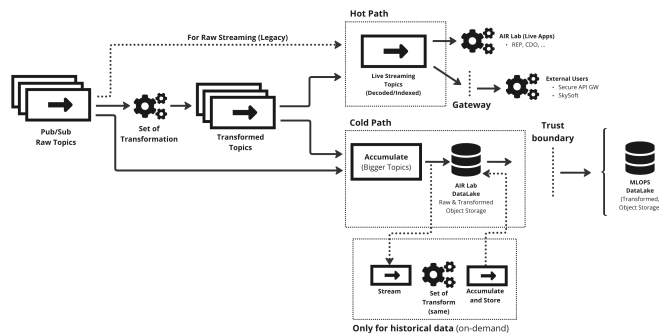 Hot Path
For Raw Streaming (Legacy)
AIR Lab (Live Apps)
• REP, CDO, ...
Live Streaming
Topics
(Decoded/Indexed)
External Users
• Secure API GW
• SkySoft
Gateway
Pub/Sub
Raw Topics
Set of
Transformation
Transformed
Topics
Cold Path
Trust
boundary
Accumulate
(Bigger Topics)
AIR Lab
DataLake
Raw & Transformed
Object Storage
MLOPS
DataLake
(Transformed,
Object Storage
Stream
Set of
Transform
(same)
Accumulate
and Store
Only for historical data (on-demand)